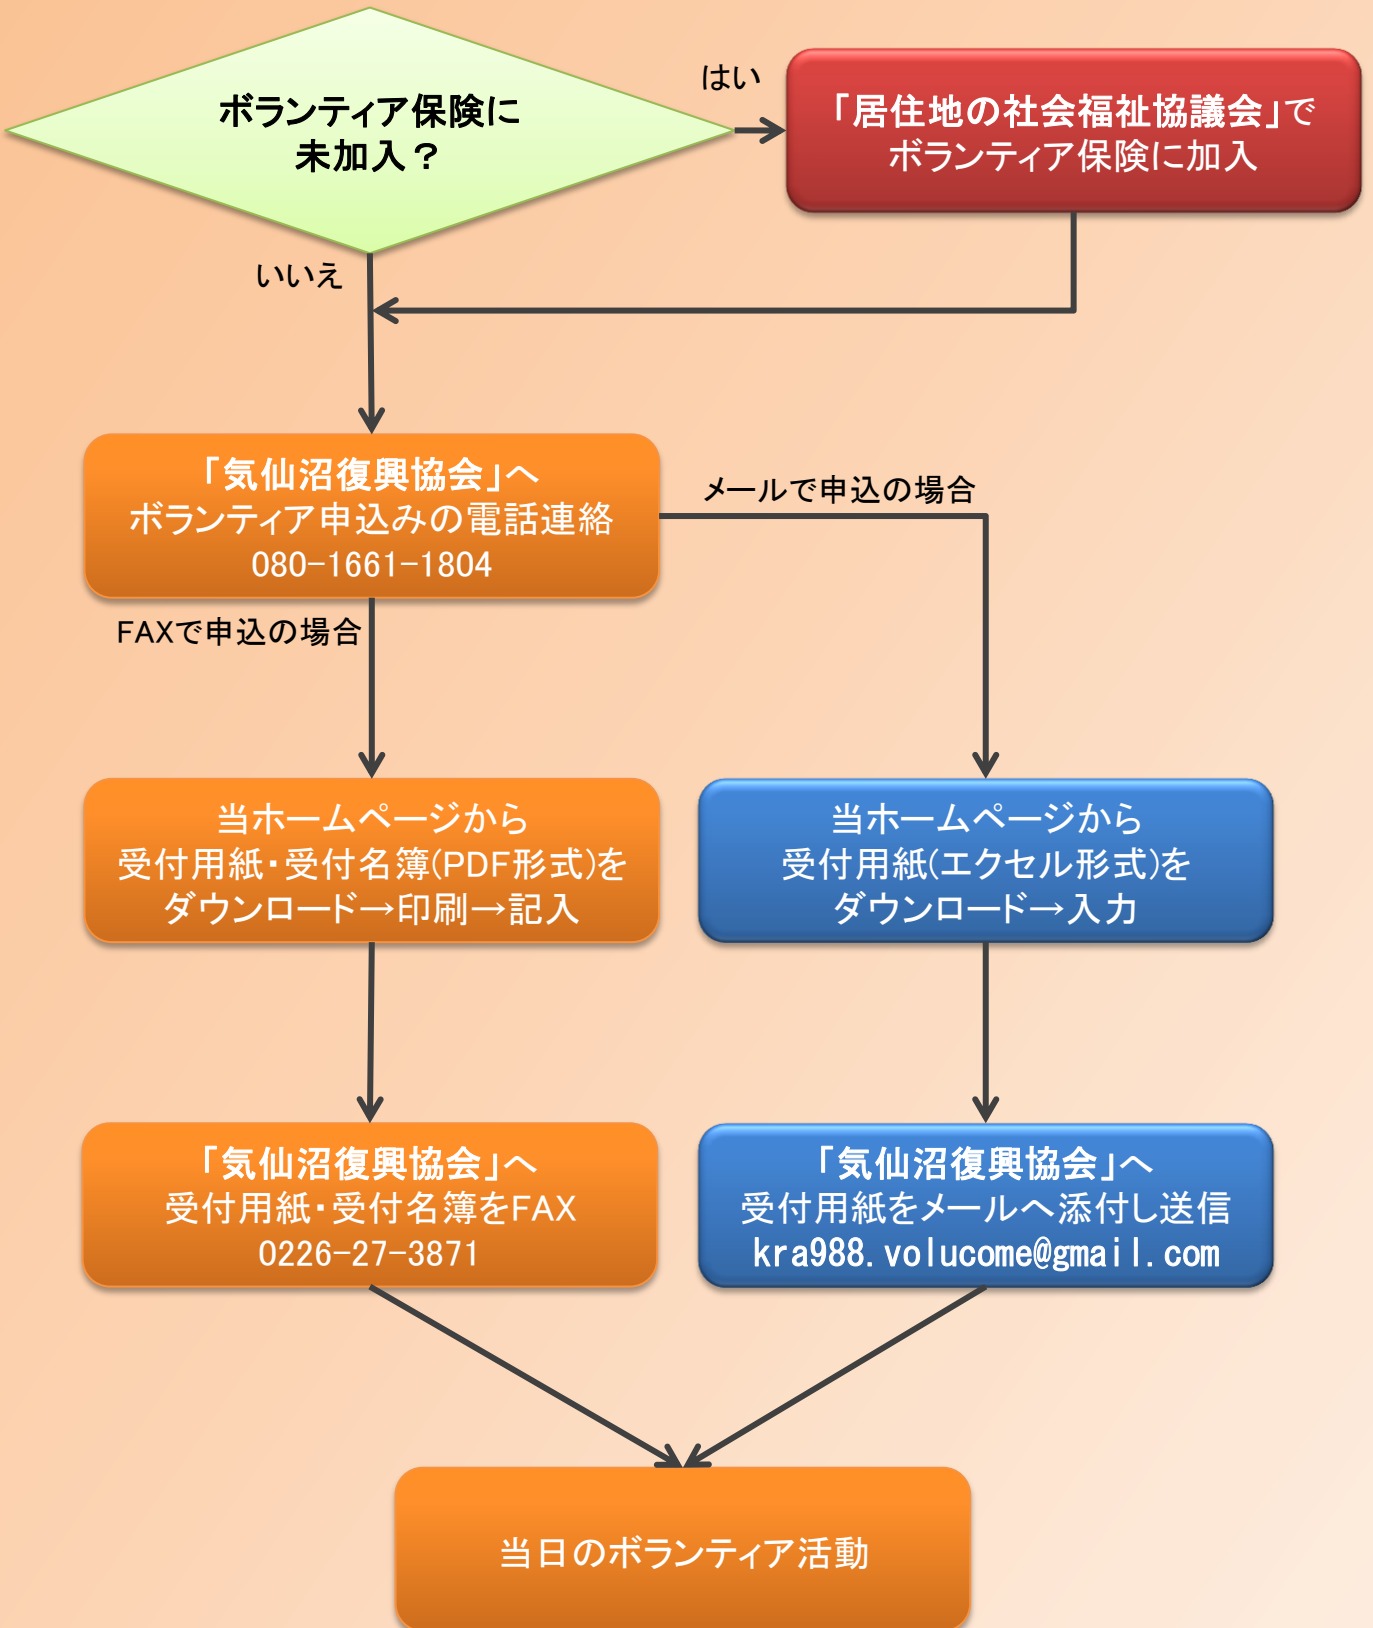 ボランティア保険に
未加入？
はい
「居住地の社会福祉協議会」で
ボランティア保険に加入
いいえ
「気仙沼復興協会」へ
ボランティア申込みの電話連絡
080-1661-1804
メールで申込の場合
FAXで申込の場合
当ホームページから
受付用紙・受付名簿(PDF形式)を
ダウンロード→印刷→記入
当ホームページから
受付用紙(エクセル形式)を
ダウンロード→入力
「気仙沼復興協会」へ
受付用紙・受付名簿をFAX
0226-27-3871
「気仙沼復興協会」へ
受付用紙をメールへ添付し送信
kra988.volucome@gmail.com
当日のボランティア活動